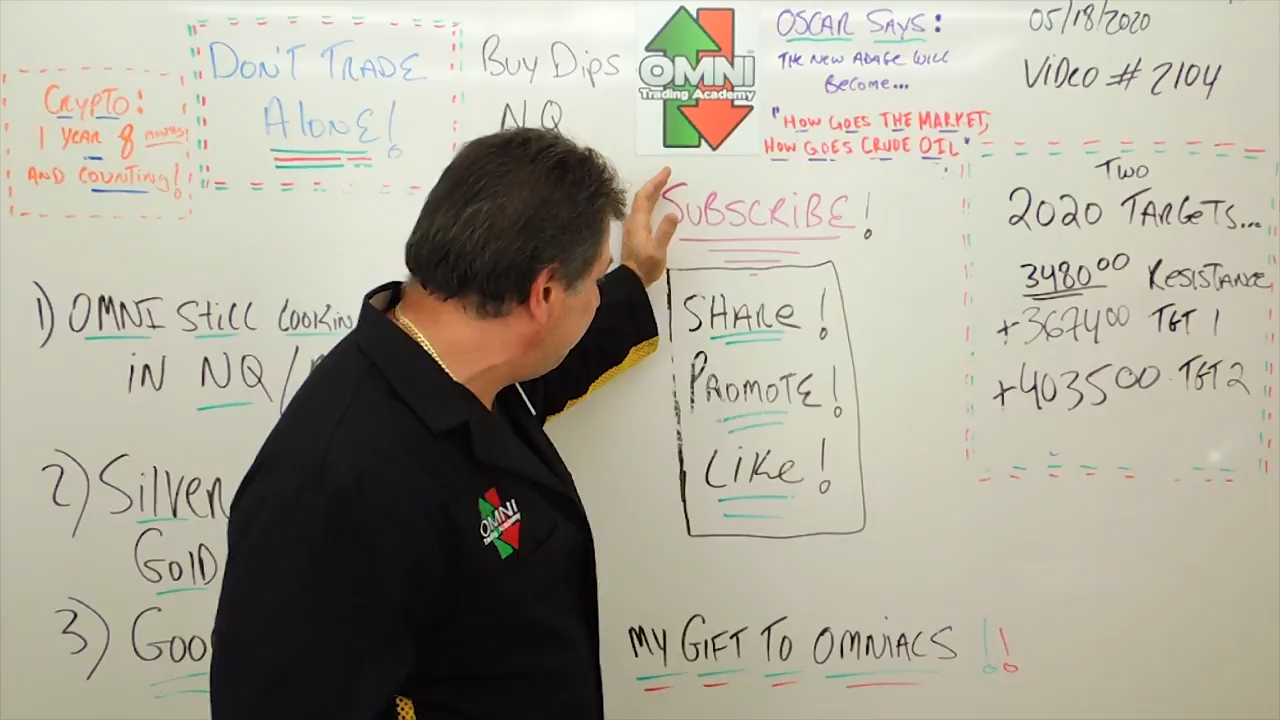 CRYPTO:
1 YEAR 8
AND COUNTING!
DON'T TRADE
ALONE!
BUY DIPS
NQ
OMNI
Trading Academy
OSCAR SAYS:
THE NEW ADAGE WILL
BECOME...
"HOW GOES THE MARKET,
HOW GOES CRUDE OIL"
05/18/2020
VIDEO # 2104
TWO
2020 TARGETS...
3480.00 RESISTANCE
+3674.00 TGT 1
+4035.00 TGT 2
SUBSCRIBE!
SHARE!
PROMOTE!
LIKE!
1) OMNI STILL LOOKIN
IN NQ/
2) SILVER
GOLD
3) GOO
OMNI
Trading Academy
MY GIFT TO OMNIACS !!